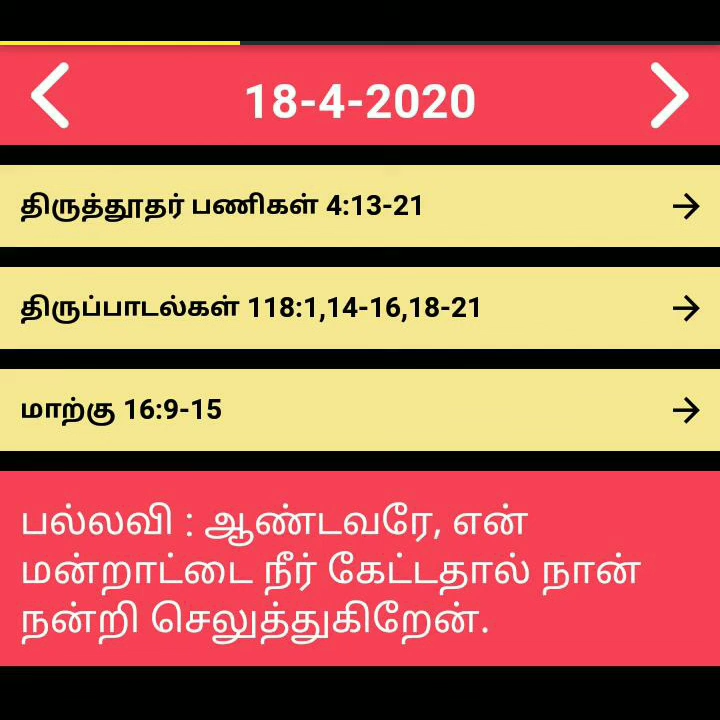 18-4-2020
திருத்தூதர் பணிகள் 4:13-21
திருப்பாடல்கள் 118:1,14-16,18-21
மாற்கு 16:9-15
பல்லவி : ஆண்டவரே, என்
மன்றாட்டை நீர் கேட்டதால் நான்
நன்றி செலுத்துகிறேன்.